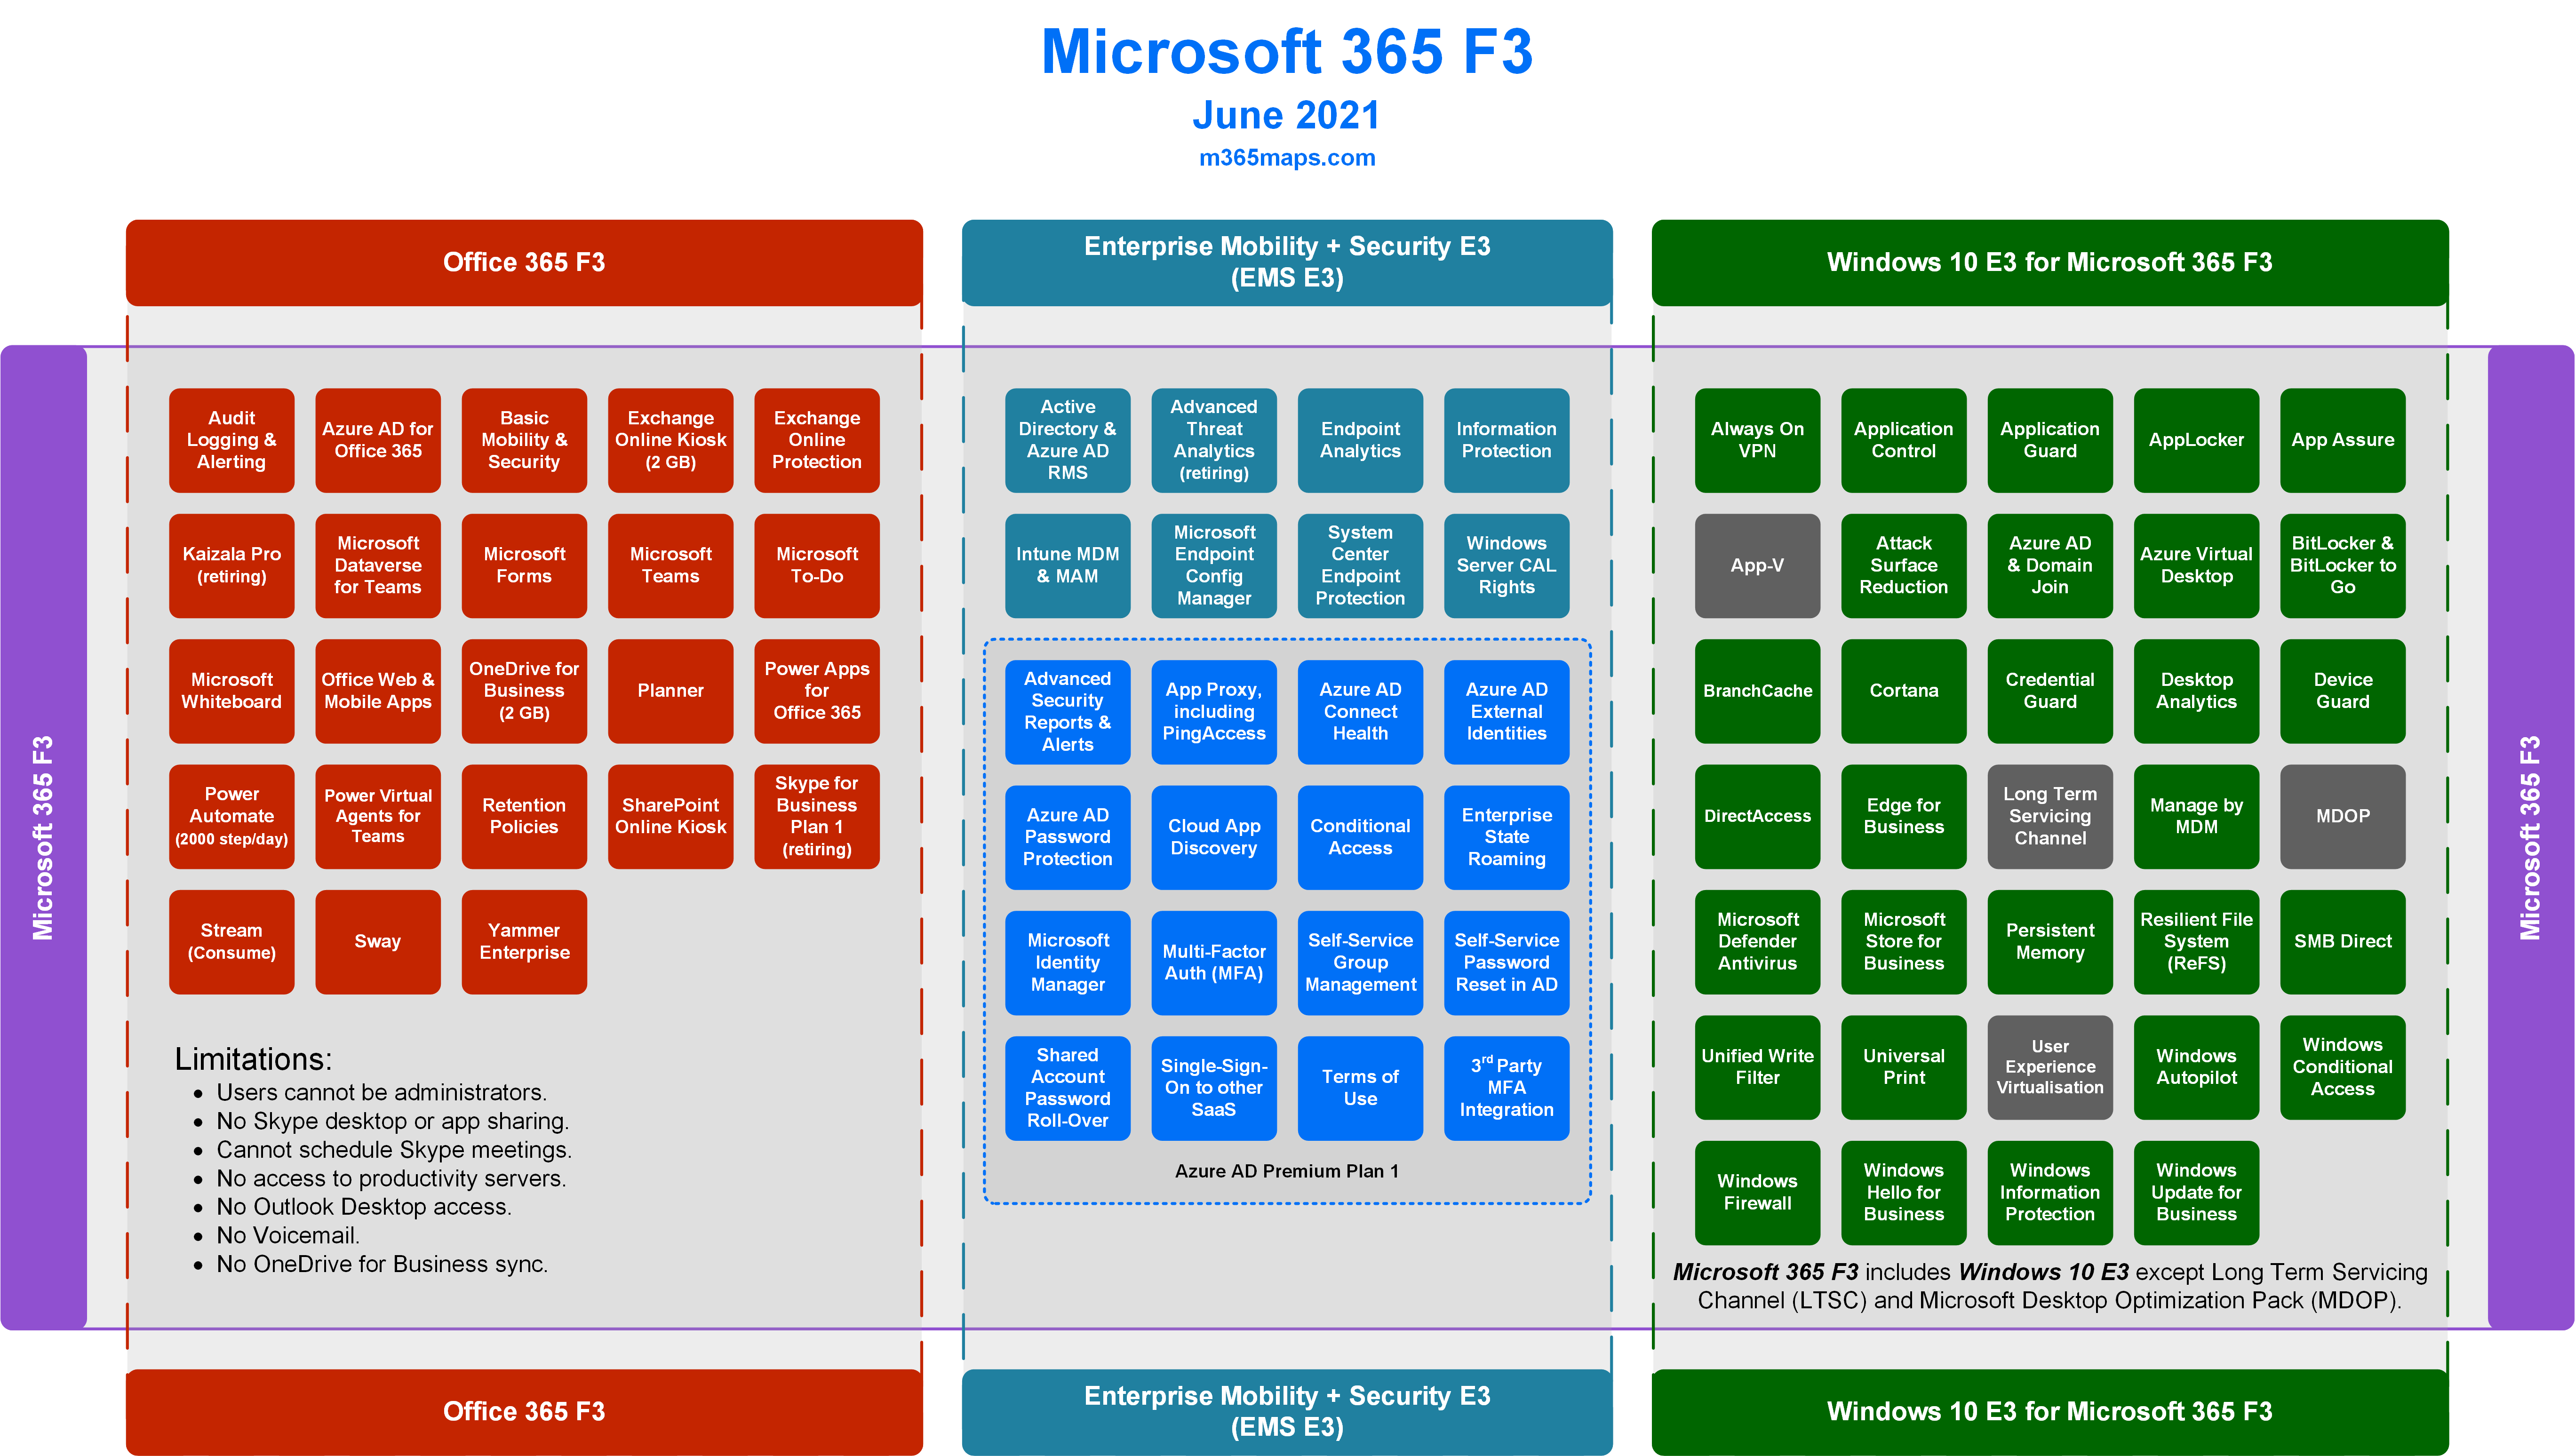 Microsoft 365 F3
June 2021
m365maps.com
Office 365 F3
Enterprise Mobility + Security E3
(EMS E3)
Windows 10 E3 for Microsoft 365 F3
Microsoft 365 F3
Audit
Logging &
Alerting
Azure AD for
Office 365
Basic
Mobility &
Security
Exchange
Online Kiosk
(2 GB)
Exchange
Online
Protection
Kaizala Pro
(retiring)
Microsoft
Dataverse
for Teams
Microsoft
Forms
Microsoft
Teams
Microsoft
To-Do
Microsoft
Whiteboard
Office Web &
Mobile Apps
OneDrive for
Business
(2 GB)
Planner
Power Apps
for
Office 365
Power
Automate
(2000 step/day)
Power Virtual
Agents for
Teams
Retention
Policies
SharePoint
Online Kiosk
Skype for
Business
Plan 1
(retiring)
Stream
(Consume)
Sway
Yammer
Enterprise
Limitations:
• Users cannot be administrators.
• No Skype desktop or app sharing.
• Cannot schedule Skype meetings.
• No access to productivity servers.
• No Outlook Desktop access.
• No Voicemail.
• No OneDrive for Business sync.
Active
Directory &
Azure AD
RMS
Advanced
Threat
Analytics
(retiring)
Endpoint
Analytics
Information
Protection
Intune MDM
& MAM
Microsoft
Endpoint
Config
Manager
System
Center
Endpoint
Protection
Windows
Server CAL
Rights
Advanced
Security
Reports &
Alerts
App Proxy,
including
PingAccess
Azure AD
Connect
Health
Azure AD
External
Identities
Azure AD
Password
Protection
Cloud App
Discovery
Conditional
Access
Enterprise
State
Roaming
Microsoft
Identity
Manager
Multi-Factor
Auth (MFA)
Self-Service
Group
Management
Self-Service
Password
Reset in AD
Shared
Account
Password
Roll-Over
Single-Sign-
On to other
SaaS
Terms of
Use
3rd Party
MFA
Integration
Azure AD Premium Plan 1
Always On
VPN
Application
Control
Application
Guard
AppLocker
App Assure
App-V
Attack
Surface
Reduction
Azure AD
& Domain
Join
Azure Virtual
Desktop
BitLocker &
BitLocker to
Go
BranchCache
Cortana
Credential
Guard
Desktop
Analytics
Device
Guard
DirectAccess
Edge for
Business
Long Term
Servicing
Channel
Manage by
MDM
MDOP
Microsoft
Defender
Antivirus
Microsoft
Store for
Business
Persistent
Memory
Resilient File
System
(ReFS)
SMB Direct
Unified Write
Filter
Universal
Print
User
Experience
Virtualisation
Windows
Autopilot
Windows
Conditional
Access
Windows
Firewall
Windows
Hello for
Business
Windows
Information
Protection
Windows
Update for
Business
Microsoft 365 F3 includes Windows 10 E3 except Long Term Servicing
Channel (LTSC) and Microsoft Desktop Optimization Pack (MDOP).
Microsoft 365 F3
Office 365 F3
Enterprise Mobility + Security E3
(EMS E3)
Windows 10 E3 for Microsoft 365 F3